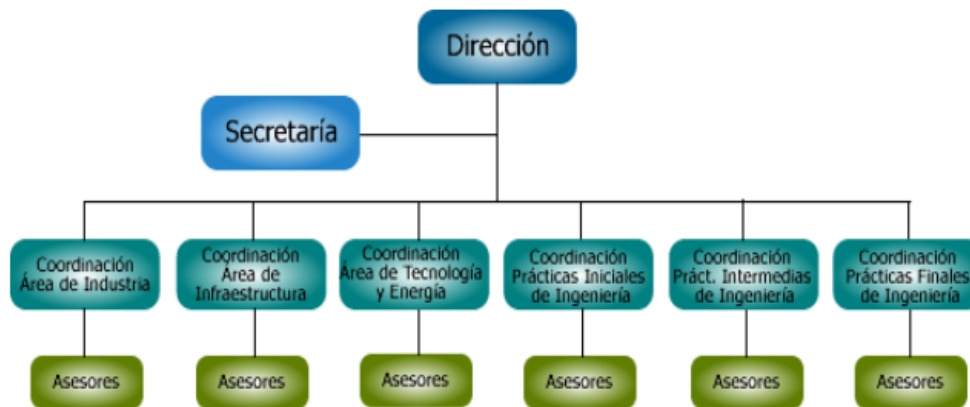 Dirección
Secretaría
Coordinación
Área de Industria
Coordinación
Área de
Infraestructura
Coordinación
Área de Tecnología
y Energía
Coordinación
Prácticas Iniciales
de Ingeniería
Coordinación
Práct. Intermedias
de Ingeniería
Coordinación
Prácticas Finales
de Ingeniería
Asesores
Asesores
Asesores
Asesores
Asesores
Asesores